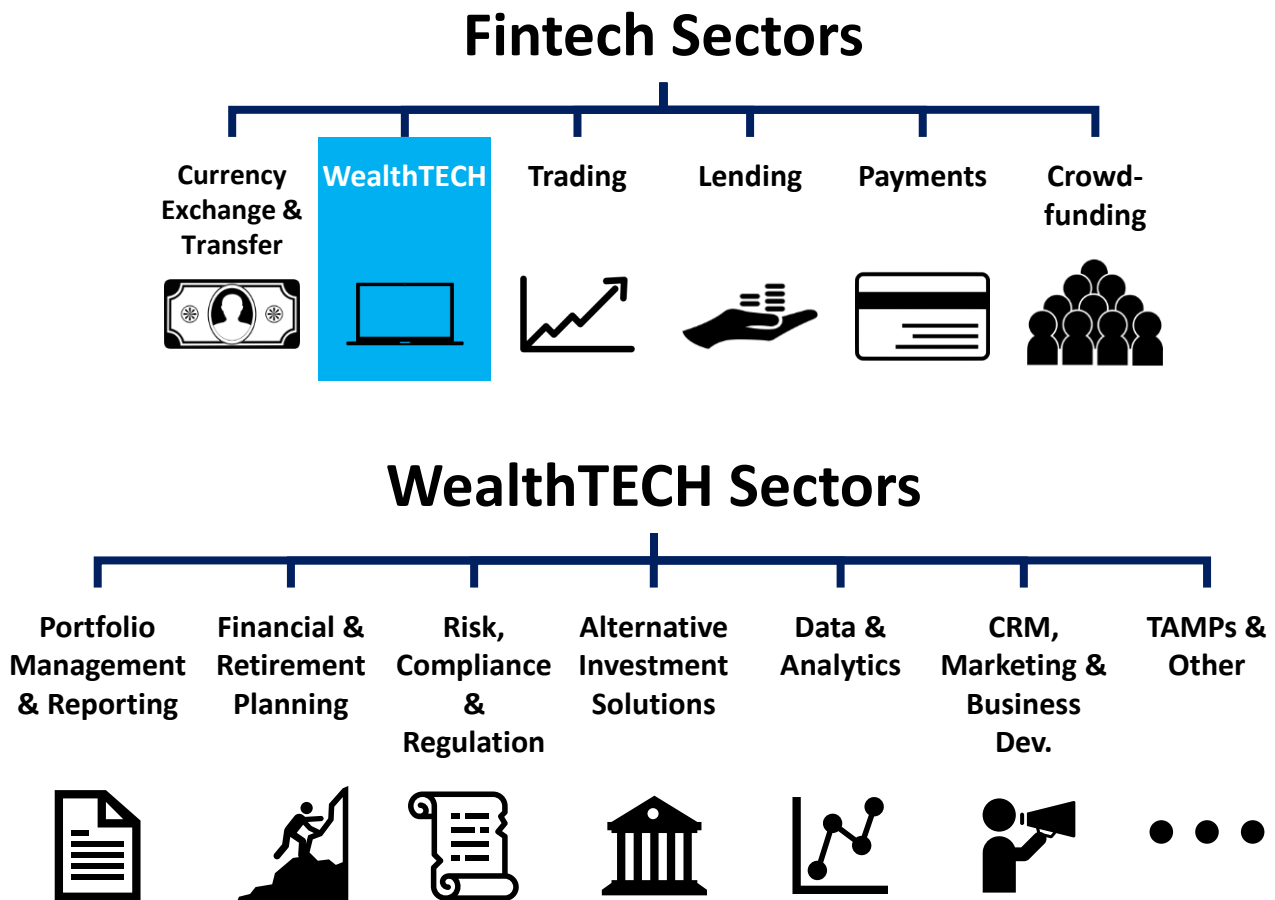 Fintech Sectors
Currency
Exchange &
Transfer
WealthTECH
Trading
Lending
Payments
Crowd-
funding
WealthTECH Sectors
Portfolio
Management
& Reporting
Financial &
Retirement
Planning
Risk,
Compliance
&
Regulation
Alternative
Investment
Solutions
Data &
Analytics
CRM,
Marketing &
Business
Dev.
TAMPs &
Other